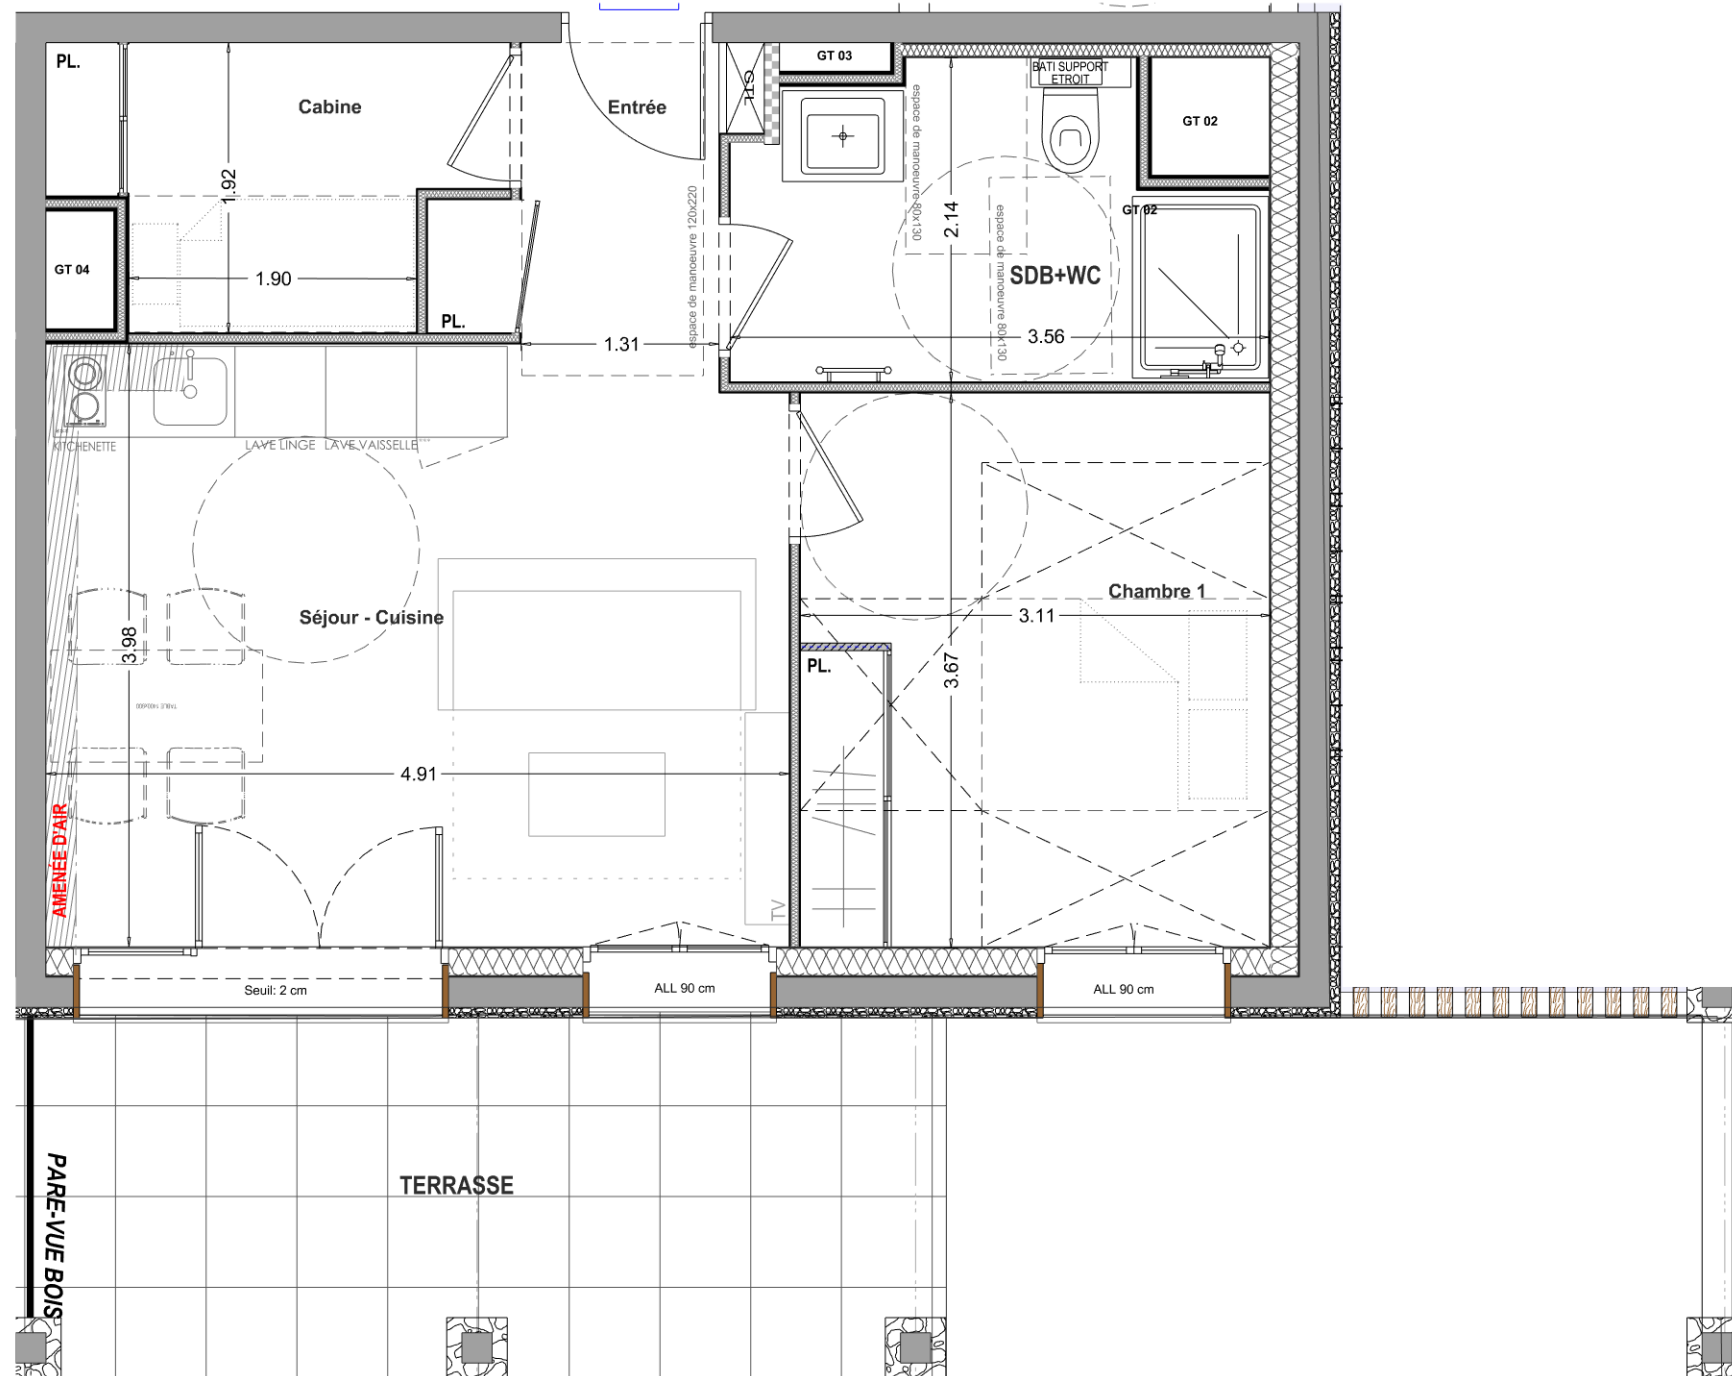 PL.
Cabine
Entrée
GTL
GT 03
BATI SUPPORT
ETROIT
GT 02
1.92
espace de manoeuvre 80x130
2.14
GT 02
espace de manoeuvre 120x220
espace de manoeuvre 80x130
SDB+WC
GT 04
1.90
PL.
1.31
3.56
KITCHENETTE
LAVE LINGE
LAVE VAISSELLE***
Séjour - Cuisine
3.98
Chambre 1
3.11
PL.
3.67
TABLE 140x600
4.91
AMENÉE D'AIR
TV
Seuil: 2 cm
ALL 90 cm
ALL 90 cm
TERRASSE
PARE-VUE BOIS